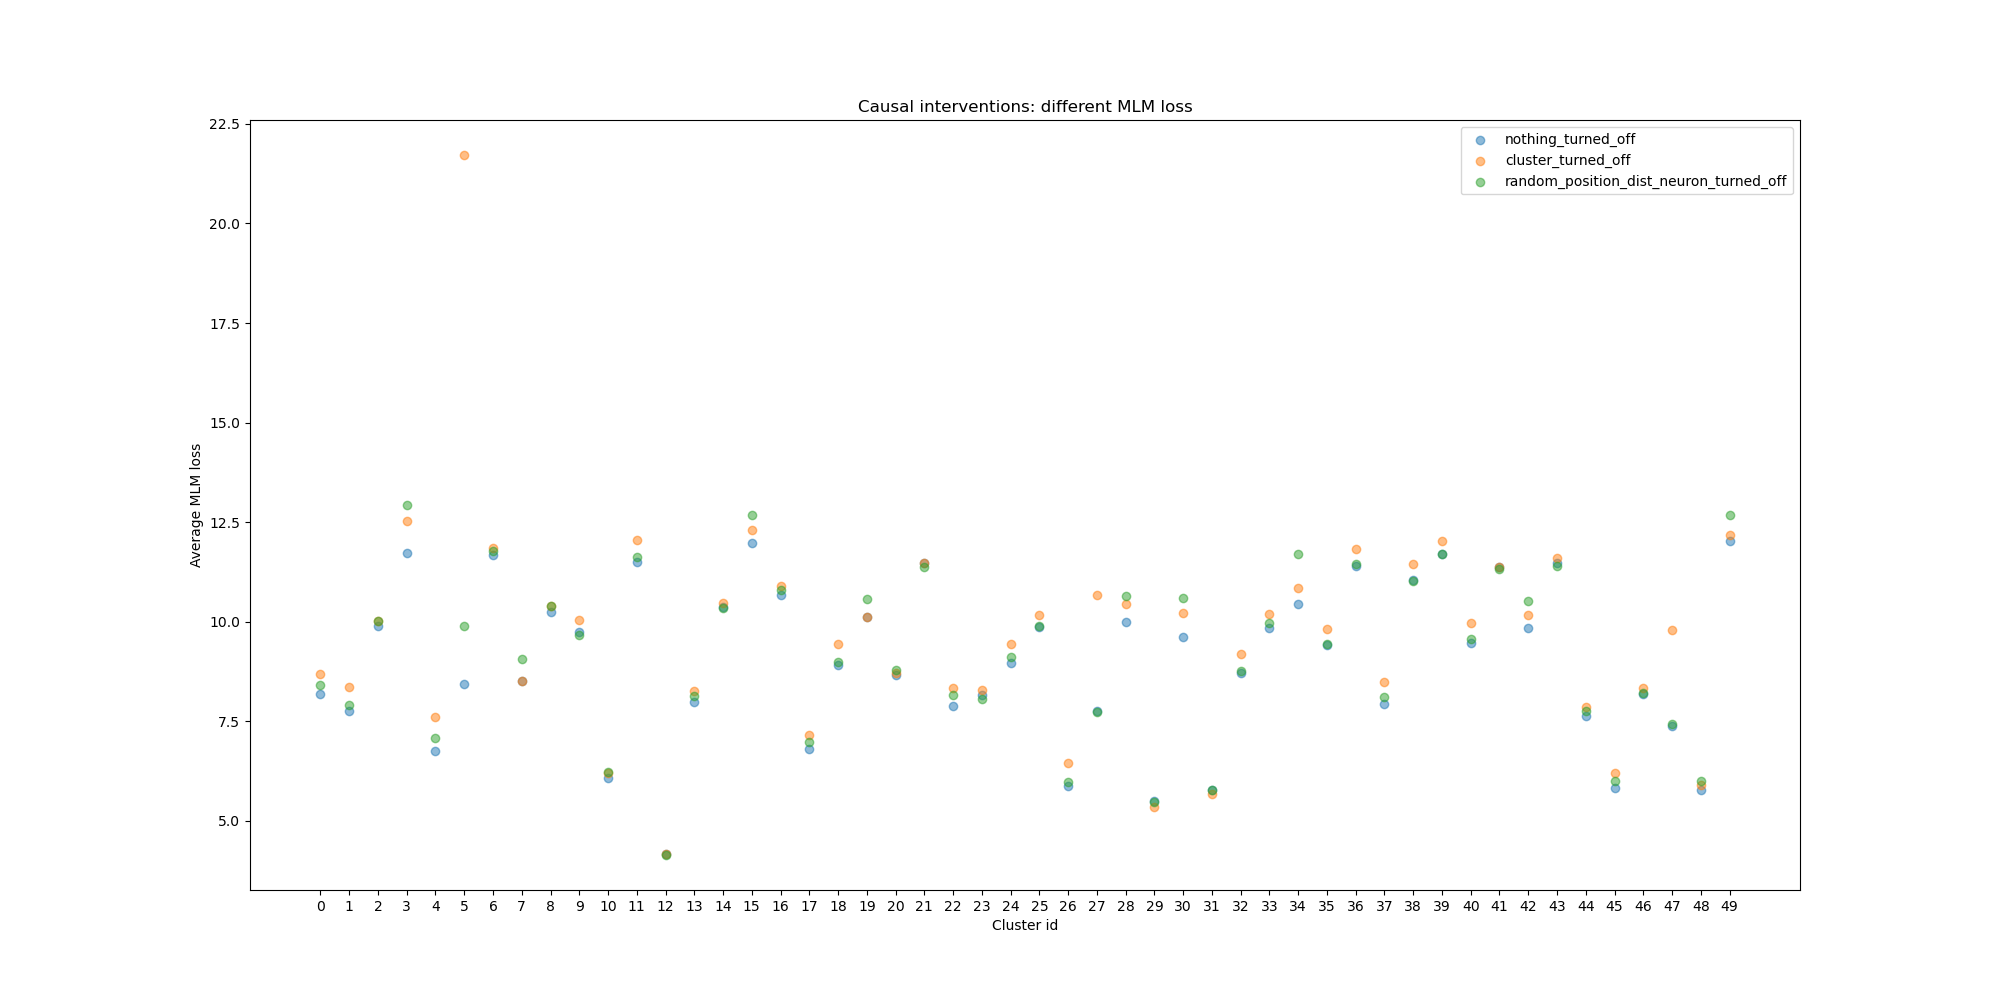 Causal interventions: different MLM loss
22.5
20.0
17.5
15.0
12.5
10.0
7.5
5.0
Average MLM loss
nothing_turned_off
cluster_turned_off
random_position_dist_neuron_turned_off
0 1 2 3 4 5 6 7 8 9 10 11 12 13 14 15 16 17 18 19 20 21 22 23 24 25 26 27 28 29 30 31 32 33 34 35 36 37 38 39 40 41 42 43 44 45 46 47 48 49
Cluster id